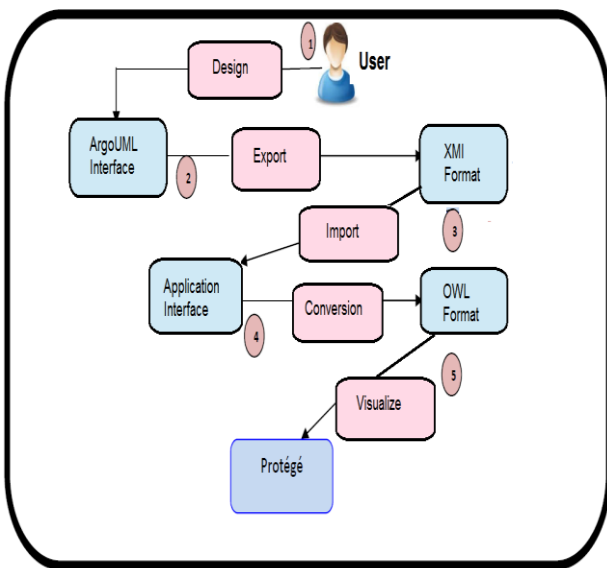 1
User
Design
ArgoUML
Interface
2
Export
XMI
Format
Import
3
Application
Interface
4
Conversion
OWL
Format
5
Visualize
Protégé